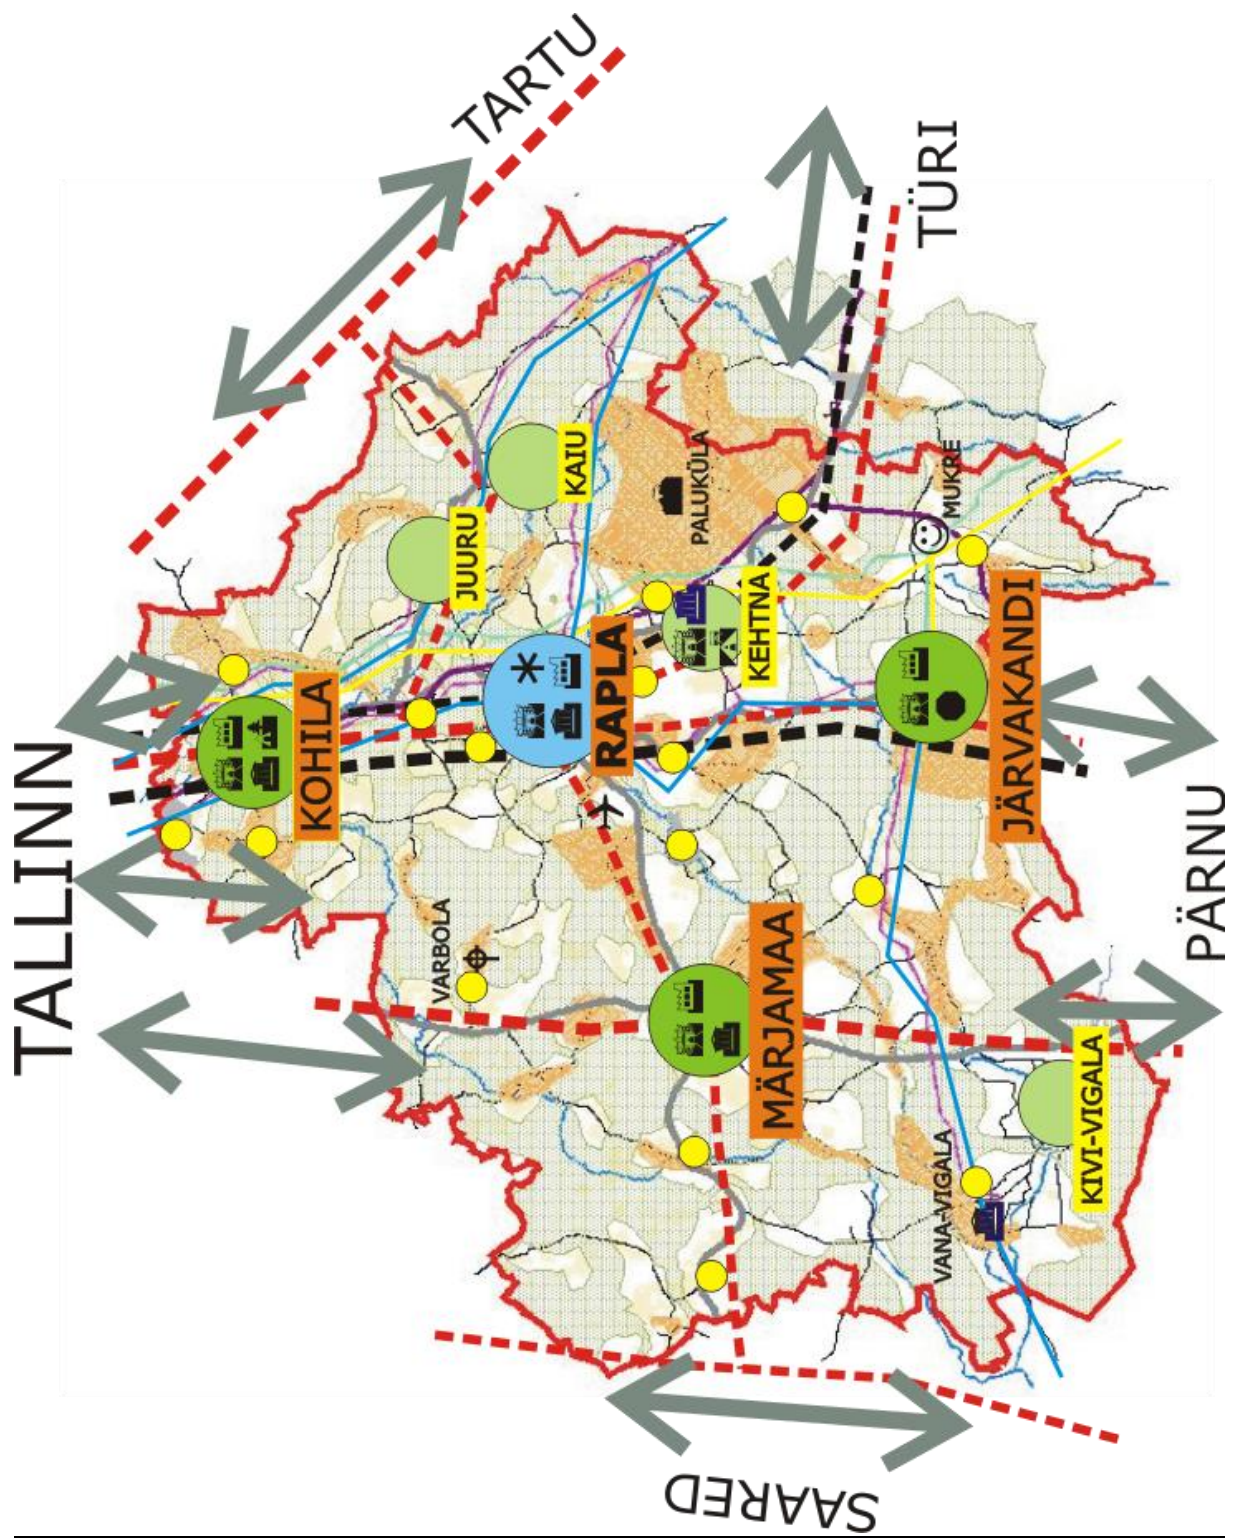 TALLINN
TARTU
KOHILA
VARBOLA
JUURU
KAIU
RAPLA
PALUKÜLA
KEHTNA
MÄRJAMAA
SAARED
TÜRI
VANA-VIGALA
MUKRE
JÄRVAKANDI
KIVI-VIGALA
PÄRNU